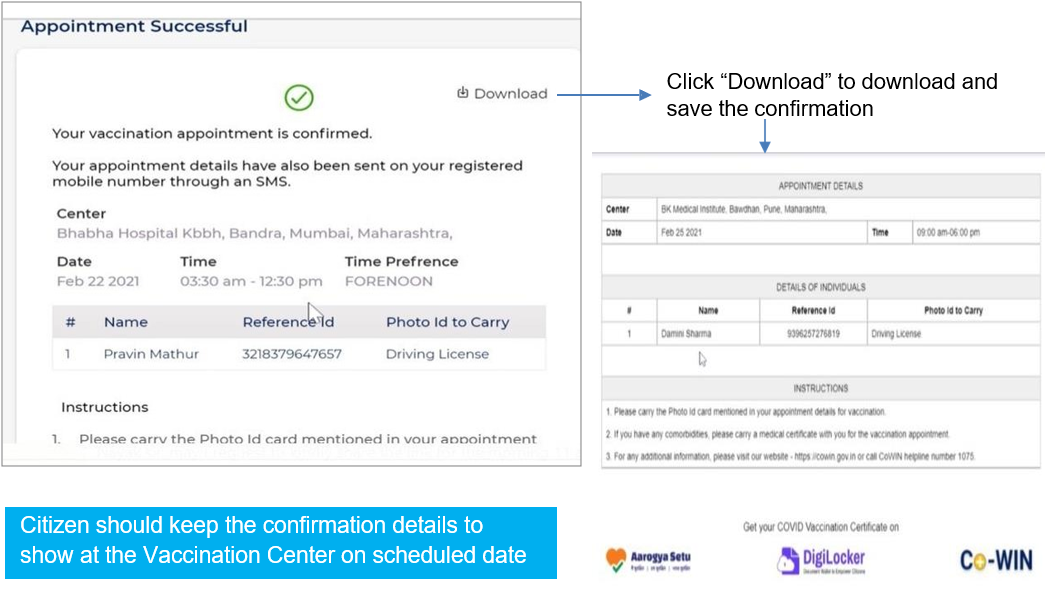 Appointment Successful
Download
Your vaccination appointment is confirmed.
Your appointment details have also been sent on your registered
mobile number through an SMS.
Center
Bhabha Hospital Kbbh, Bandra, Mumbai, Maharashtra,
Date Time Time Prefrence
Feb 22 2021 03:30 am - 12:30 pm FORENOON
# Name Reference Id Photo Id to Carry
1 Pravin Mathur 3218379647657 Driving License
Instructions
1. Please carry the Photo Id card mentioned in your appointment
Click “Download” to download and
save the confirmation
APPOINTMENT DETAILS
Center BK Medical Institute, Bawdhan, Pune, Maharashtra,
Date Feb 25 2021 Time 09:00 am-06:00 pm
DETAILS OF INDIVIDUALS
# Name Reference Id Photo Id to Carry
1 Damini Sharma 9396257276819 Driving License
INSTRUCTIONS
1. Please carry the Photo Id card mentioned in your appointment details for vaccination.
2. If you have any comorbidities, please carry a medical certificate with you for the vaccination appointment.
3. For any additional information, please visit our website - https://cowin.gov.in or call CoWIN helpline number 1075.
Citizen should keep the confirmation details to
show at the Vaccination Center on scheduled date
Get your COVID Vaccination Certificate on
Aarogya Setu
DigiLocker
Document Wallet to Empower Citizens
Co-WIN